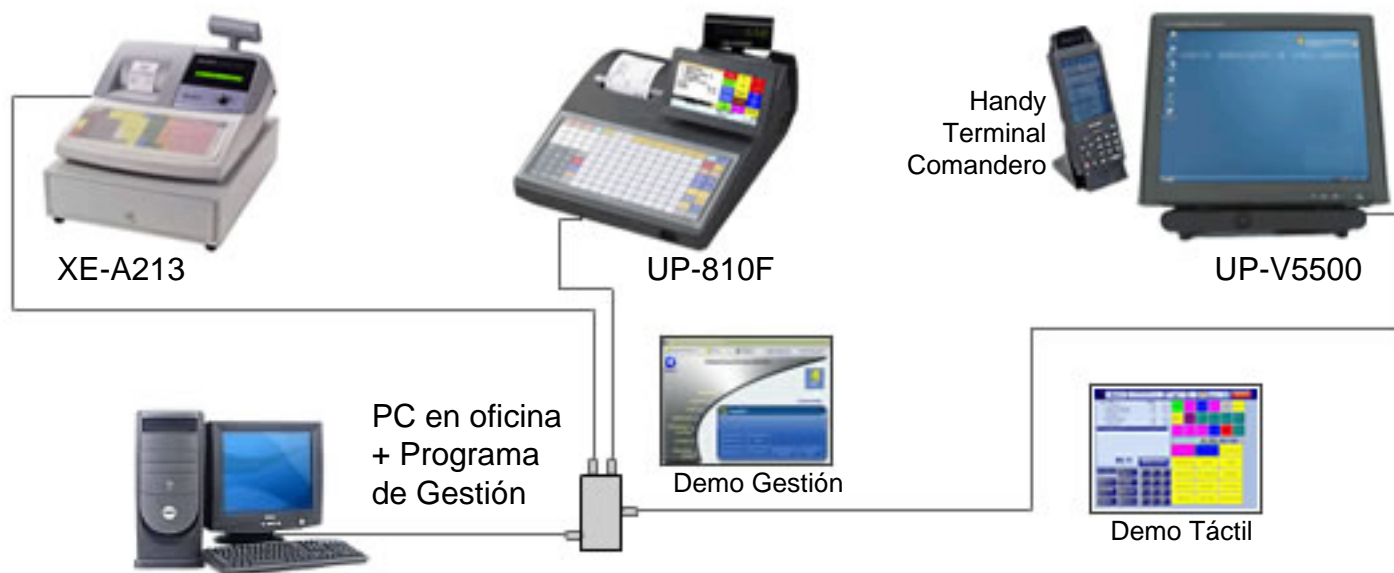 Handy
Terminal
Comandero
XE-A213
UP-810F
UP-V5500
PC en oficina
+ Programa
de Gestión
Demo Gestión
Demo Táctil